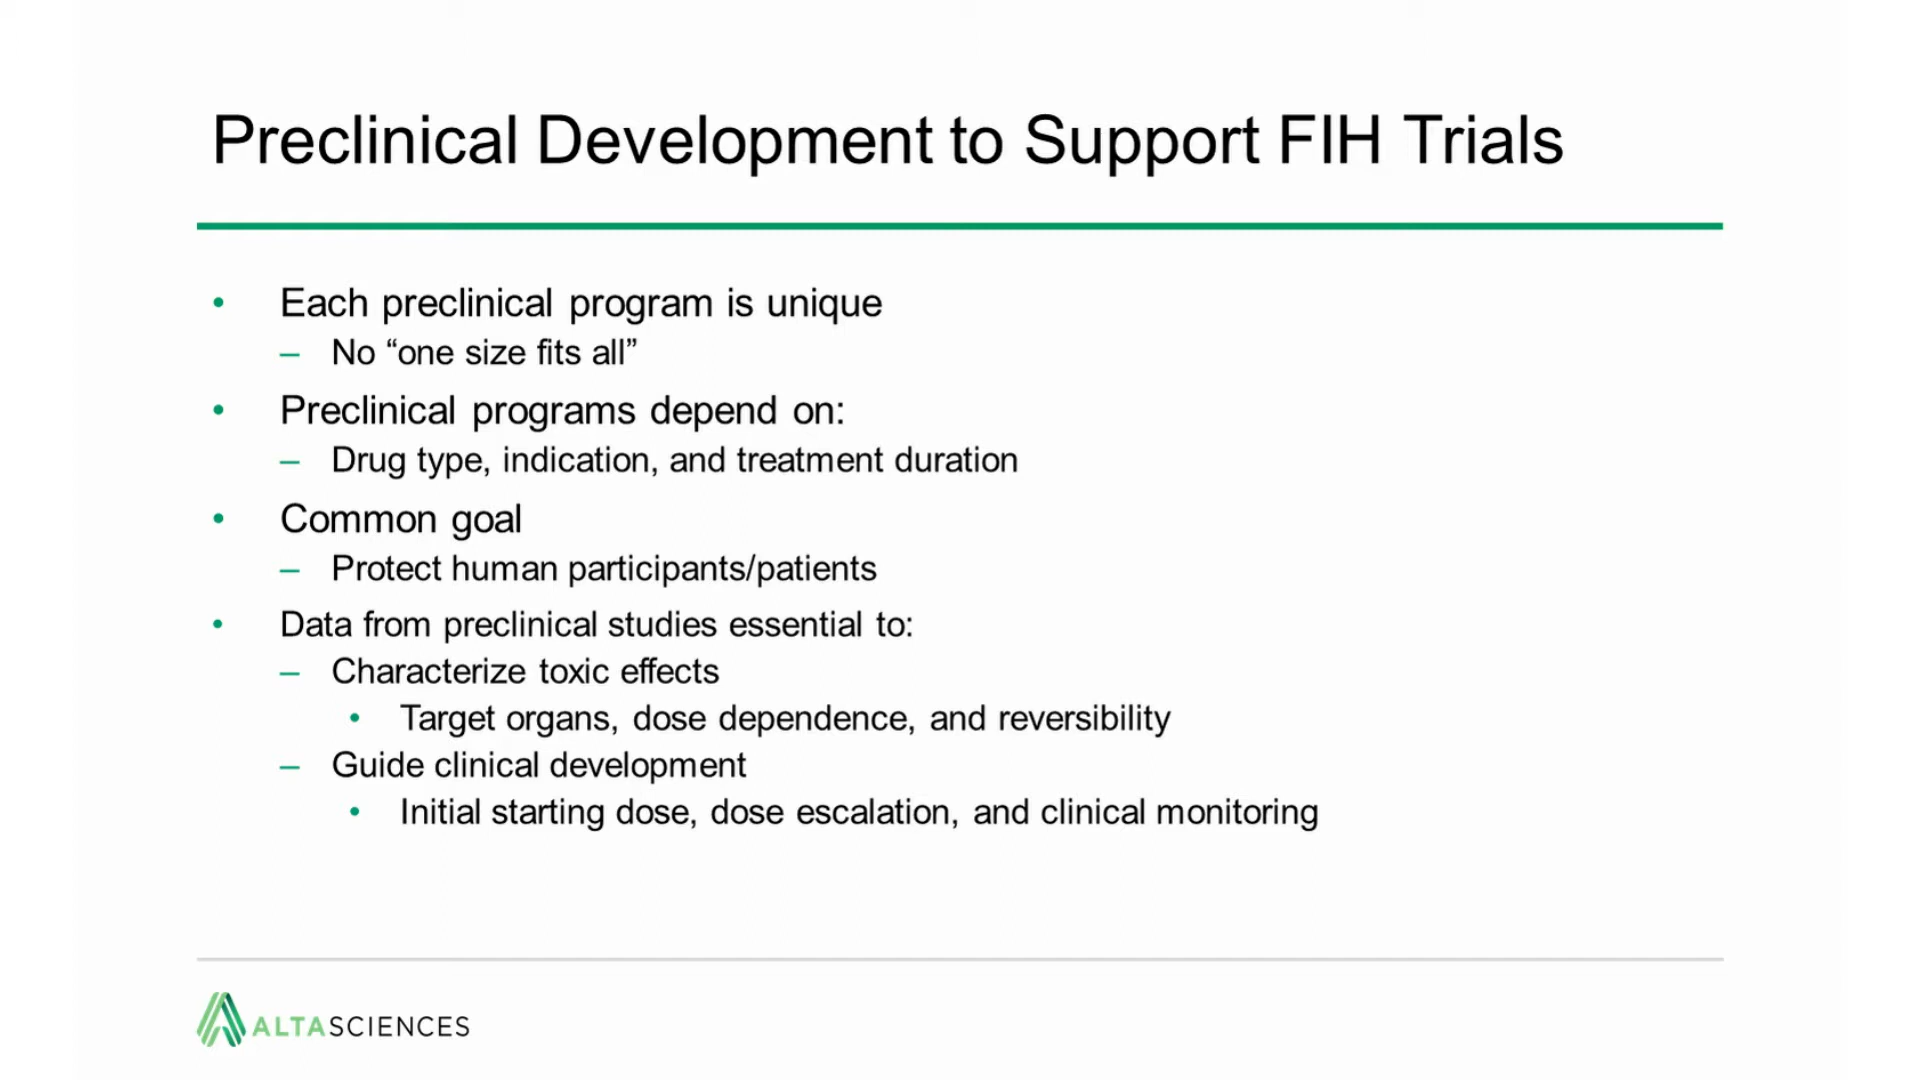 Preclinical Development to Support FIH Trials
• Each preclinical program is unique
– No “one size fits all”
• Preclinical programs depend on:
– Drug type, indication, and treatment duration
• Common goal
– Protect human participants/patients
• Data from preclinical studies essential to:
– Characterize toxic effects
• Target organs, dose dependence, and reversibility
– Guide clinical development
• Initial starting dose, dose escalation, and clinical monitoring
ALTASCIENCES